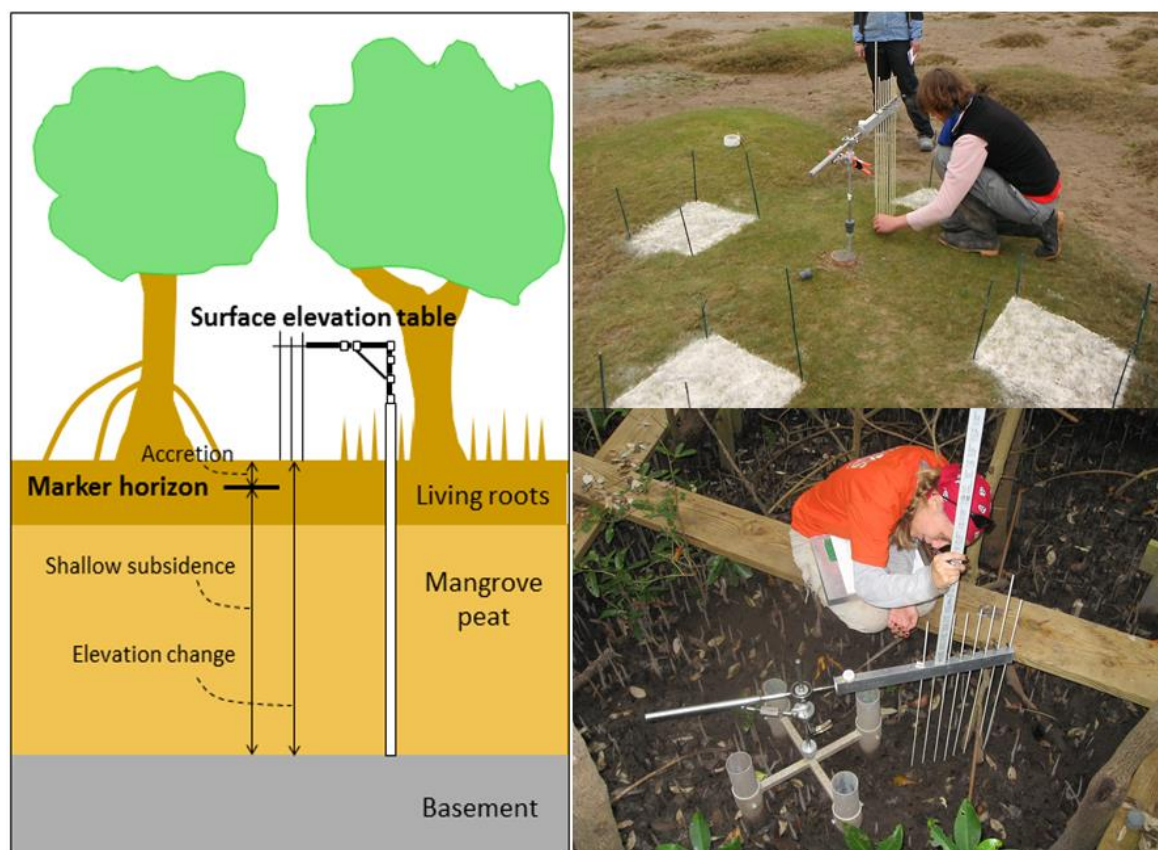 Surface elevation table
Accretion
Marker horizon
Living roots
Shallow subsidence
Mangrove
peat
Elevation change
Basement